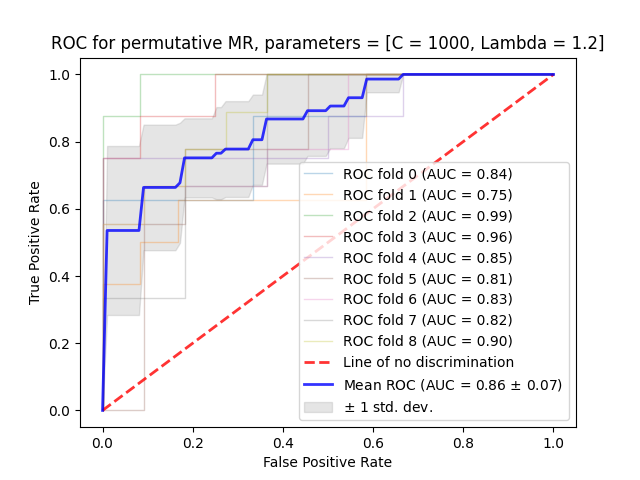 ROC for permutative MR, parameters = [C = 1000, Lambda = 1.2]
1.0
0.8
0.6
0.4
0.2
0.0
True Positive Rate
ROC fold 0 (AUC = 0.84)
ROC fold 1 (AUC = 0.75)
ROC fold 2 (AUC = 0.99)
ROC fold 3 (AUC = 0.96)
ROC fold 4 (AUC = 0.85)
ROC fold 5 (AUC = 0.81)
ROC fold 6 (AUC = 0.83)
ROC fold 7 (AUC = 0.82)
ROC fold 8 (AUC = 0.90)
Line of no discrimination
Mean ROC (AUC = 0.86 ± 0.07)
± 1 std. dev.
0.0 0.2 0.4 0.6 0.8 1.0
False Positive Rate